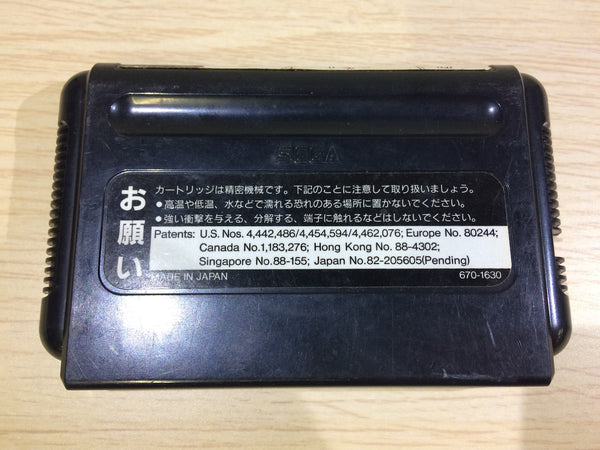 SEGA
お願い
カートリッジは精密機械です。下記のことに注意して取り扱いましょう。
●高温や低温、水などで濡れる恐れのある場所に置かないでください。
●強い衝撃を与える、分解する、端子に触れるなどはしないでください。
Patents: U.S. Nos. 4,442,486/4,454,594/4,462,076; Europe No. 80244;
Canada No.1,183,276; Hong Kong No. 88-4302;
Singapore No.88-155; Japan No.82-205605(Pending)
MADE IN JAPAN
670-1630